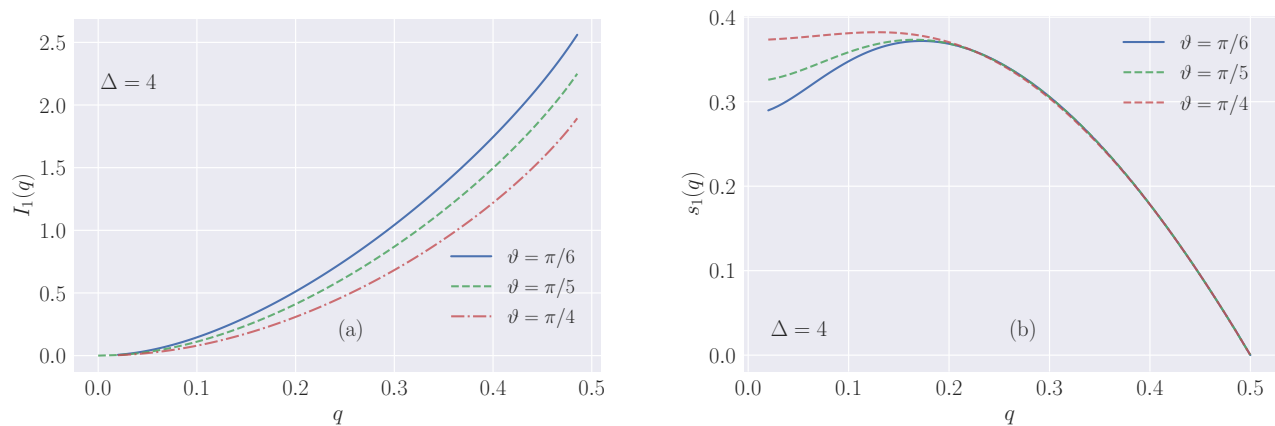 2.5
2.0
1.5
1.0
0.5
0.0
I₁(q)
Δ = 4
ϑ = π/6
ϑ = π/5
ϑ = π/4
(a)
0.0 0.1 0.2 0.3 0.4 0.5
q
0.4
0.3
0.2
0.1
0.0
s₁(q)
ϑ = π/6
ϑ = π/5
ϑ = π/4
Δ = 4
(b)
0.0 0.1 0.2 0.3 0.4 0.5
q